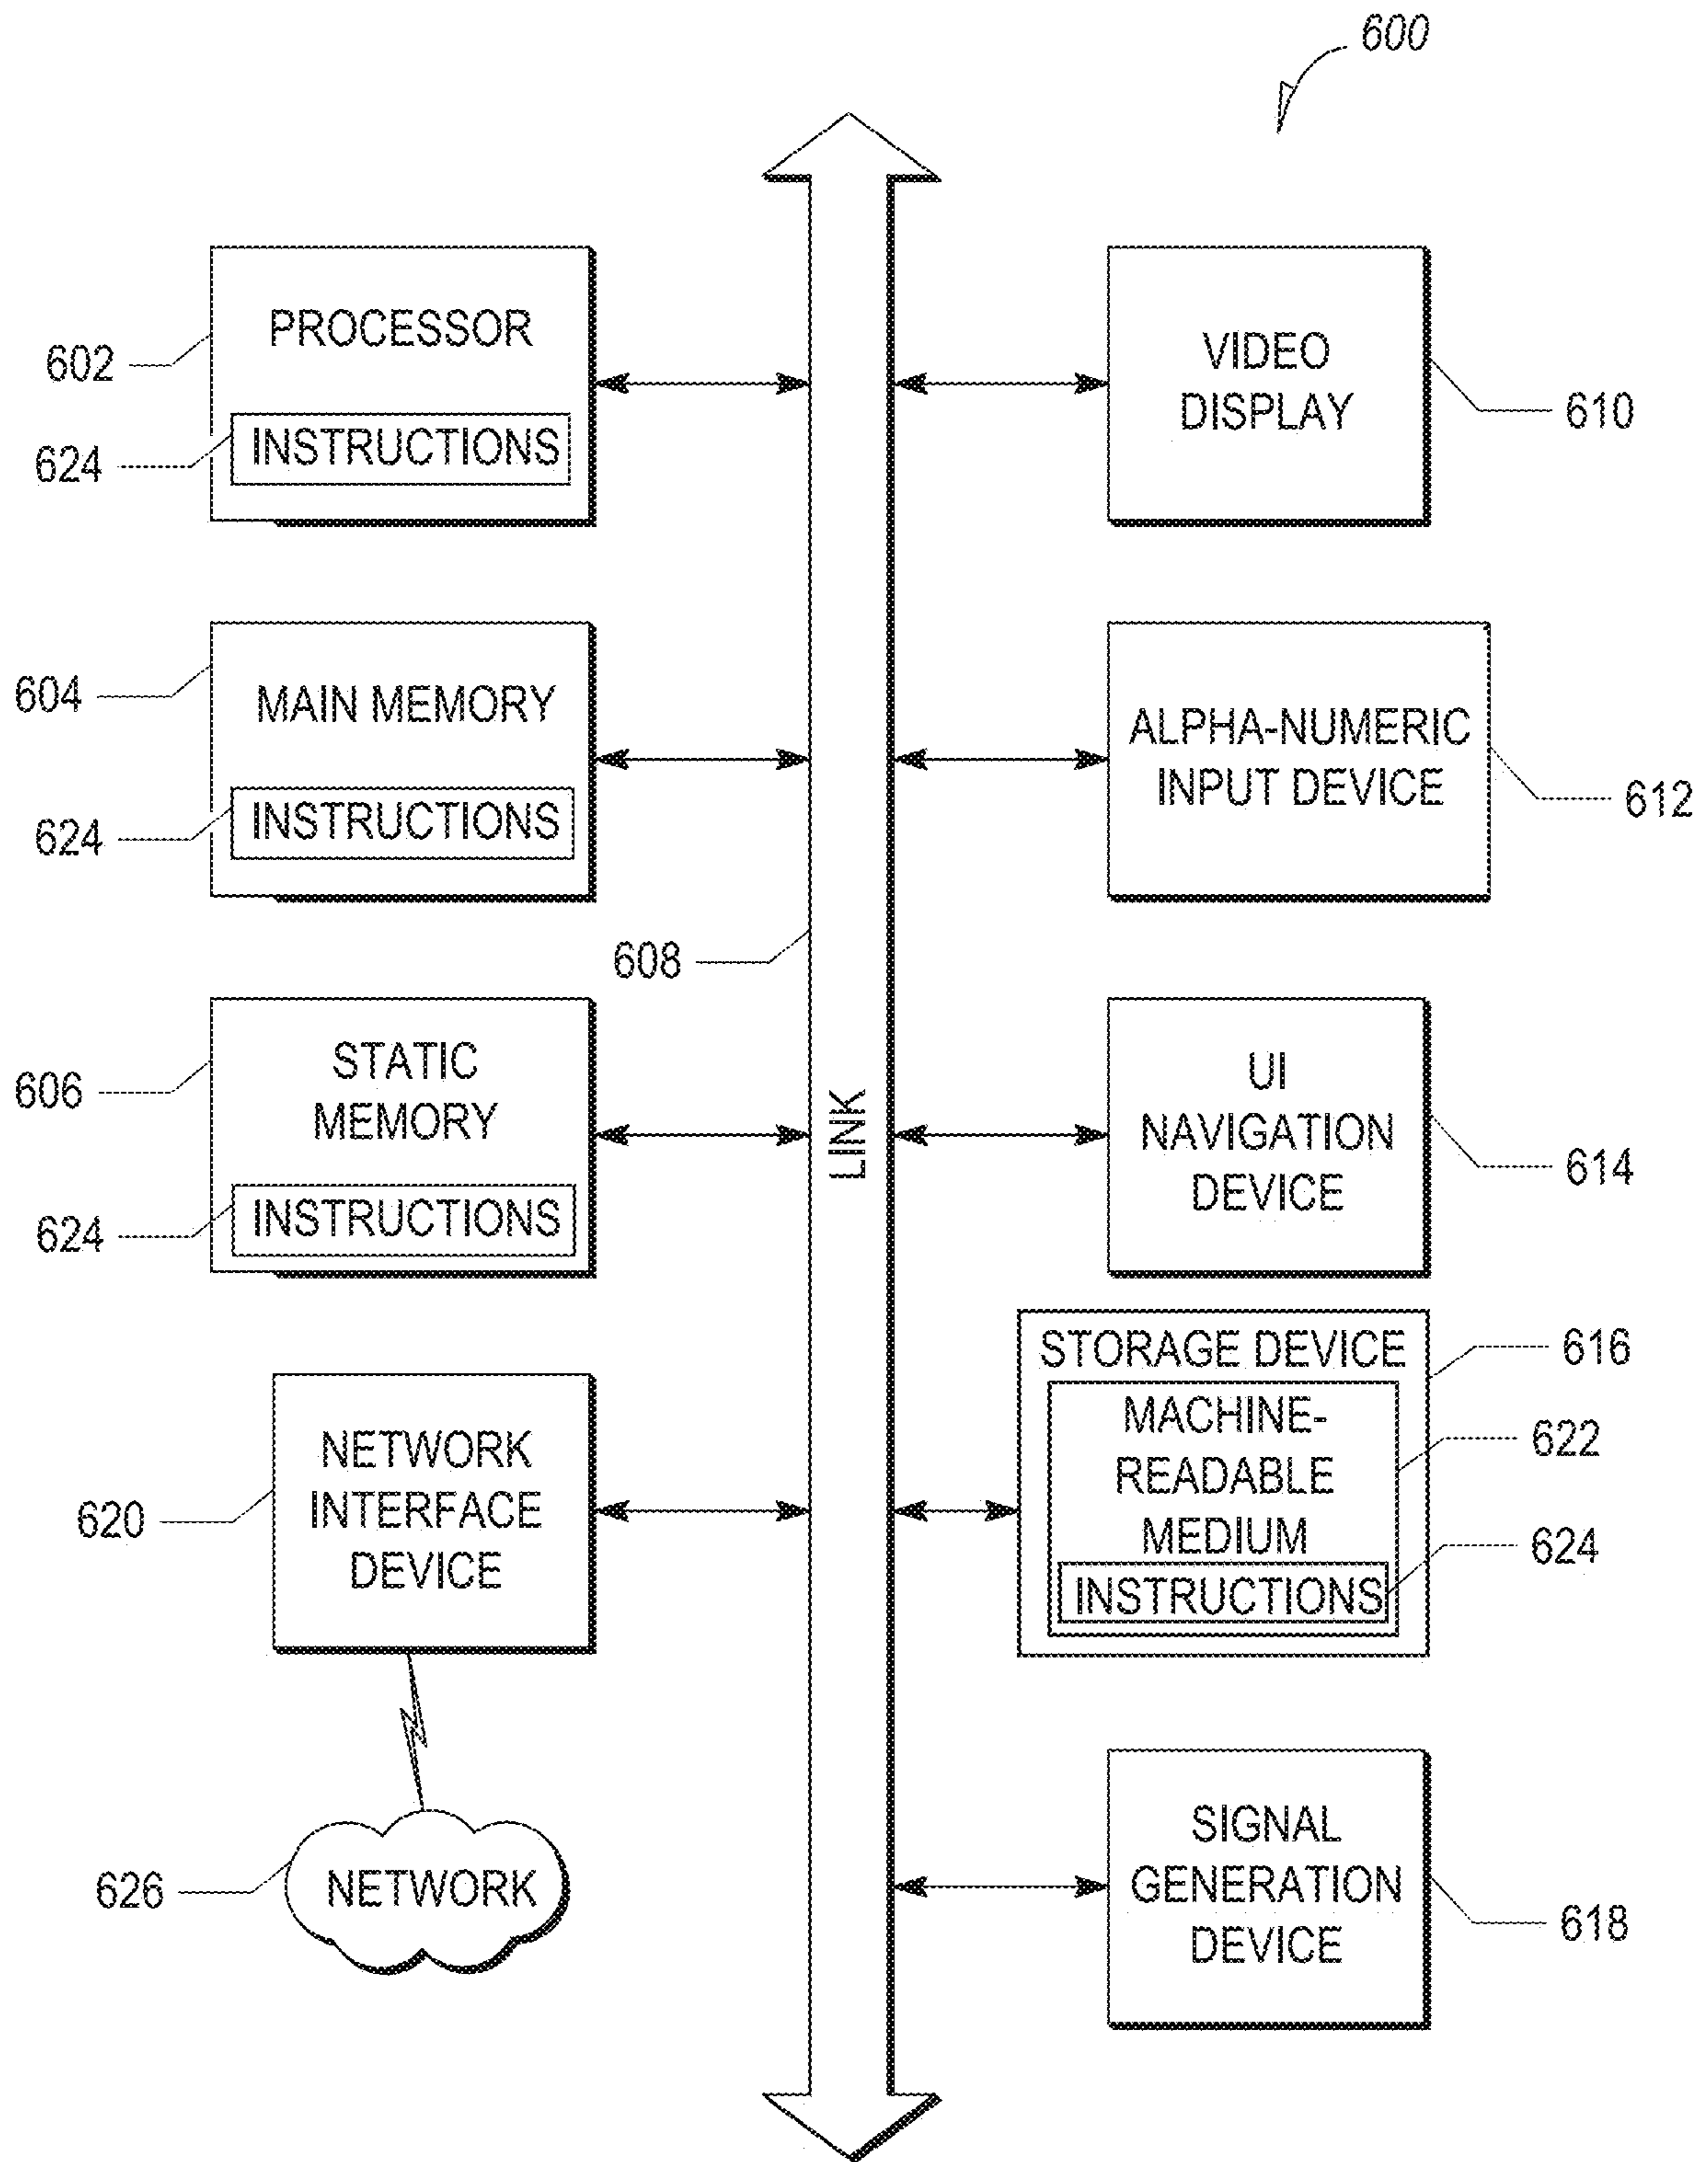 600
PROCESSOR
602
INSTRUCTIONS
624
VIDEO
DISPLAY
610
MAIN MEMORY
604
INSTRUCTIONS
624
ALPHA-NUMERIC
INPUT DEVICE
612
608
LINK
STATIC
MEMORY
606
INSTRUCTIONS
624
UI
NAVIGATION
DEVICE
614
NETWORK
INTERFACE
DEVICE
620
STORAGE DEVICE
616
MACHINE-
READABLE
MEDIUM
622
INSTRUCTIONS
624
NETWORK
626
SIGNAL
GENERATION
DEVICE
618